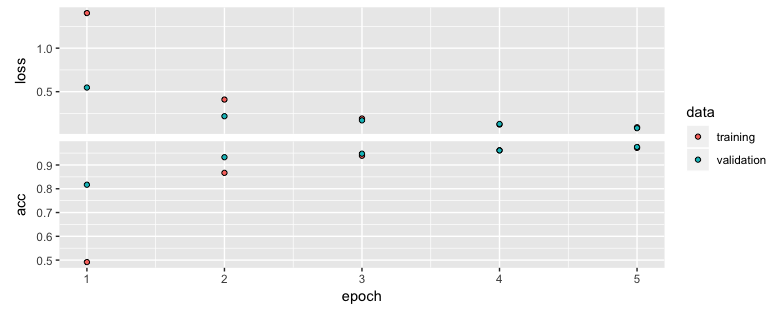 loss
1.0
0.5
acc
0.9
0.8
0.7
0.6
0.5
1 2 3 4 5
epoch
data
training
validation